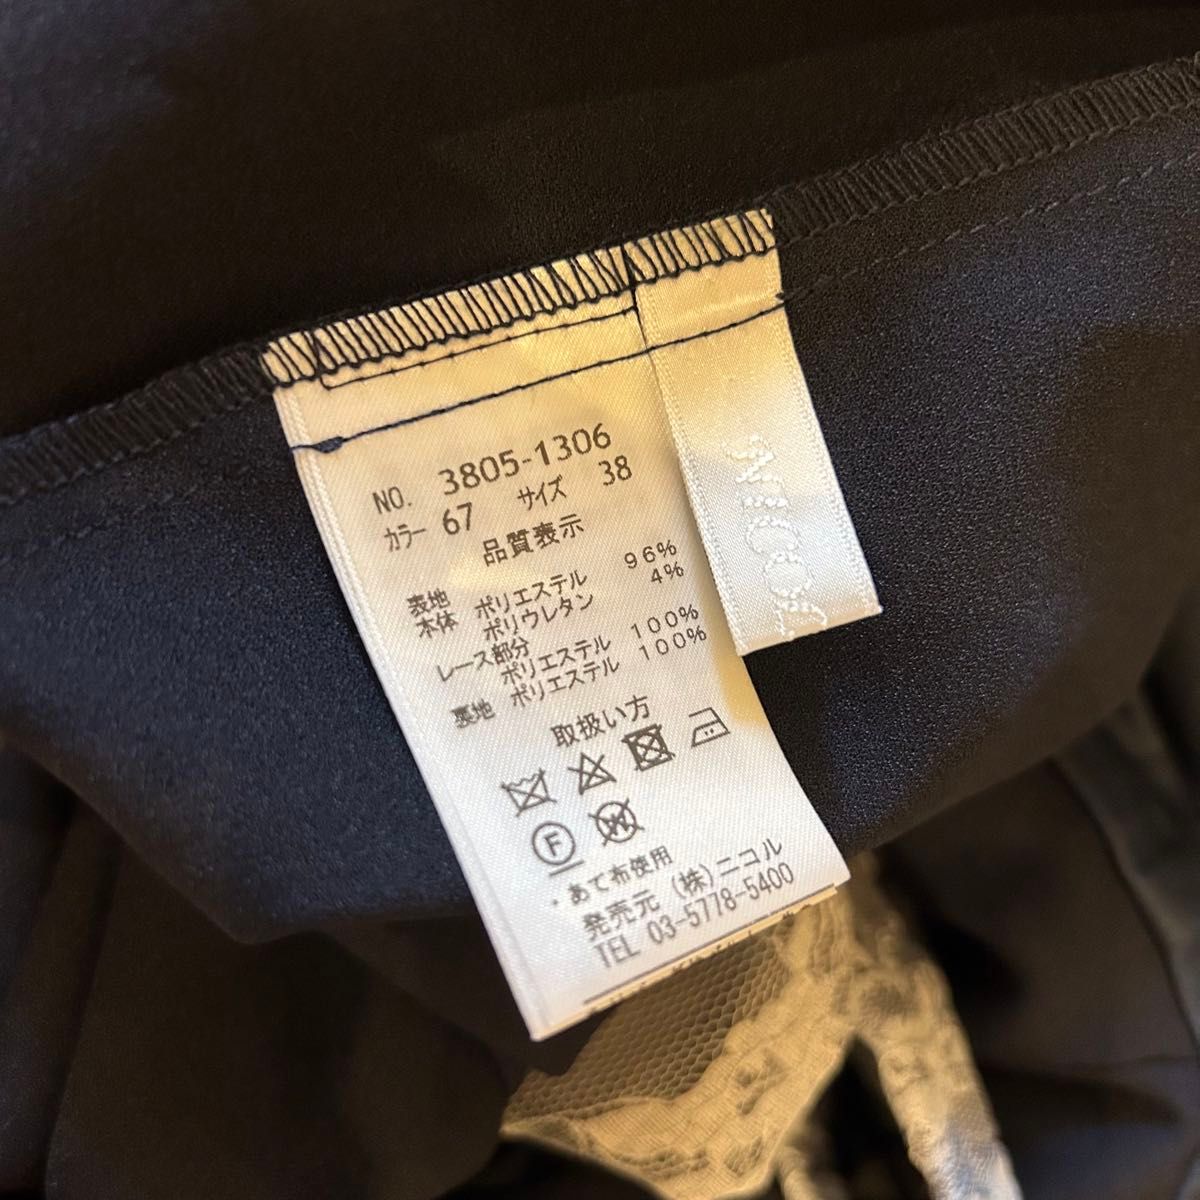 NO. 3805-1306
カラー 67 サイズ 38
品質表示
表地
本体 ポリエステル 96%
ポリウレタン 4%
レース部分
ポリエステル 100%
裏地 ポリエステル 100%
取扱い方
F
W
・あて布使用
発売元 (株)ニコル
TEL 03-5778-5400
NICOL